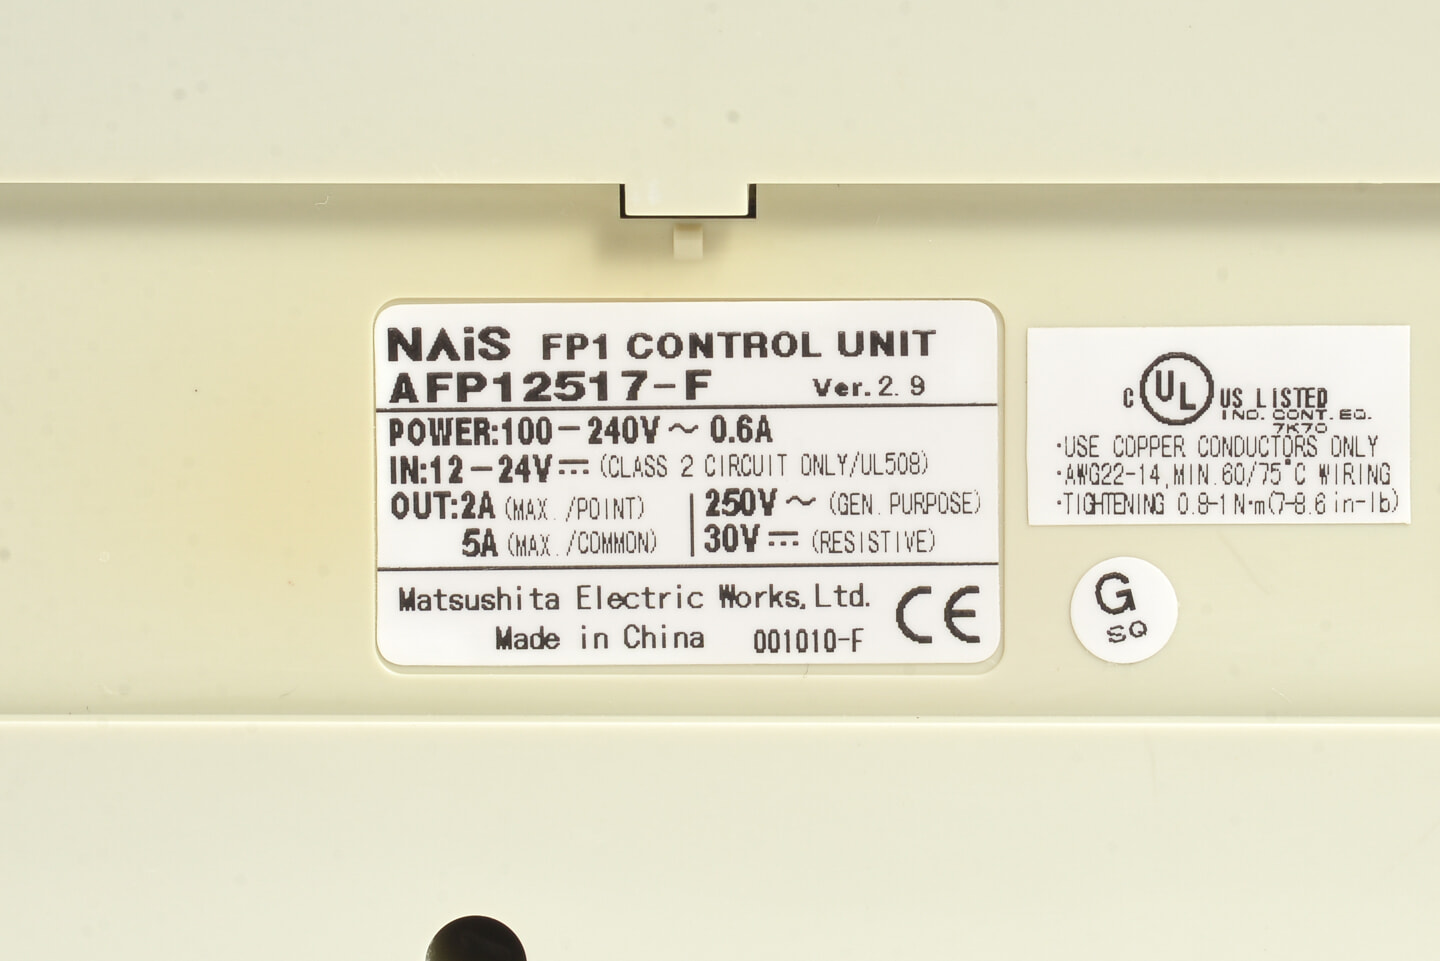 NAiS FP1 CONTROL UNIT
AFP12517-F Ver.2.9
POWER:100-240V~ 0.6A
IN:12-24V⎓ (CLASS 2 CIRCUIT ONLY/UL508)
OUT:2A (MAX./POINT) 250V~ (GEN.PURPOSE)
5A (MAX./COMMON) 30V⎓ (RESISTIVE)
Matsushita Electric Works,Ltd.
Made in China 001010-F CE
C UL US LISTED
IND. CONT. EQ.
7K70
·USE COPPER CONDUCTORS ONLY
·AWG22-14,MIN.60/75°C WIRING
·TIGHTENING 0.8-1N·m(7-8.6in-lb)
G
SQ